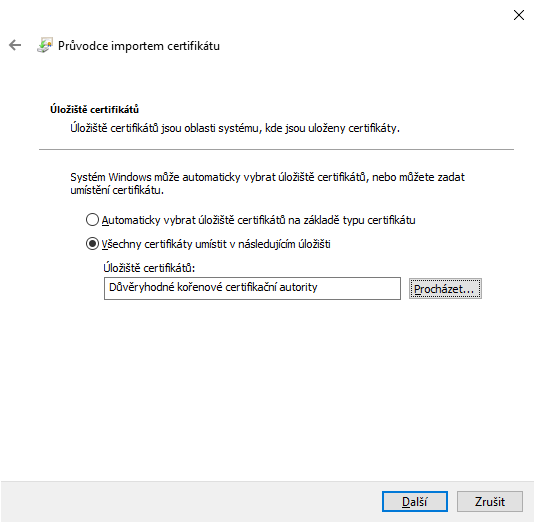 Průvodce importem certifikátu
Úložiště certifikátů
Úložiště certifikátů jsou oblasti systému, kde jsou uloženy certifikáty.
Systém Windows může automaticky vybrat úložiště certifikátů, nebo můžete zadat
umístění certifikátu.
Automaticky vybrat úložiště certifikátů na základě typu certifikátu
Všechny certifikáty umístit v následujícím úložišti
Úložiště certifikátů:
Důvěryhodné kořenové certifikační autority
Procházet...
Další
Zrušit